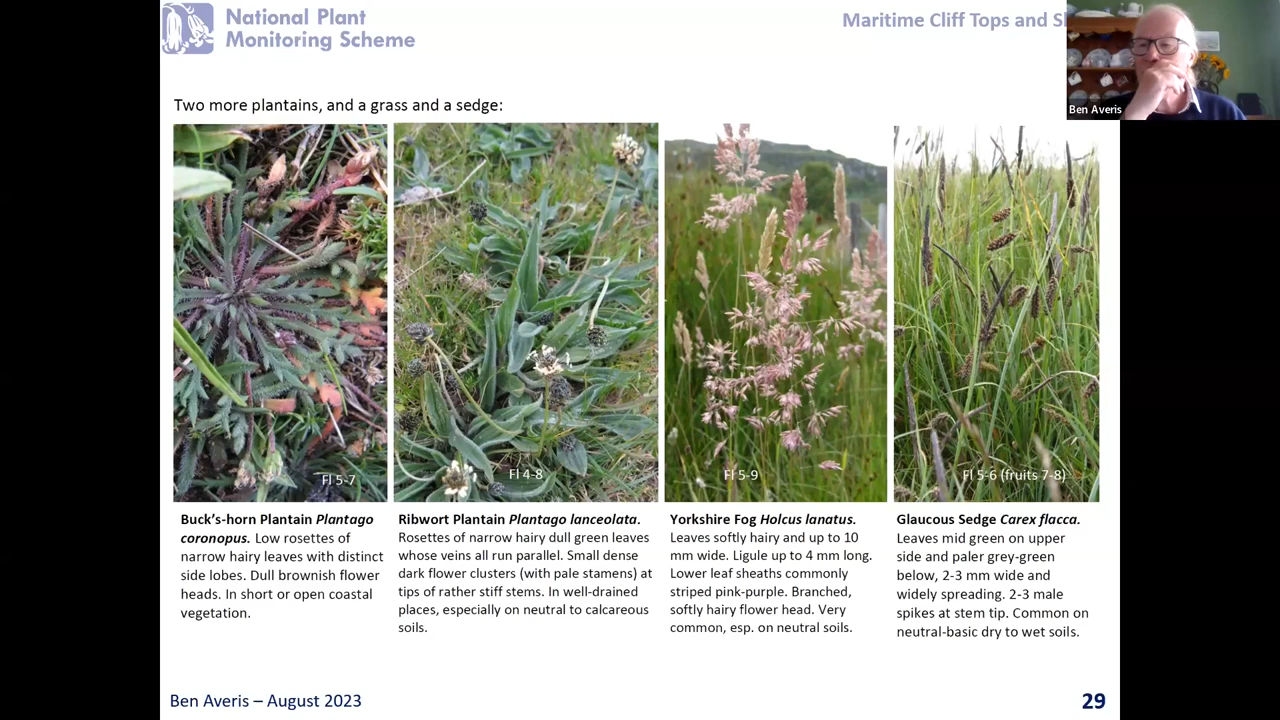 National Plant
Monitoring Scheme
Maritime Cliff Tops and
Ben Averis
Two more plantains, and a grass and a sedge:
Fl 5-7
Fl 4-8
Fl 5-9
Fl 5-6 (fruits 7-8)
Buck's-horn Plantain Plantago
coronopus. Low rosettes of
narrow hairy leaves with distinct
side lobes. Dull brownish flower
heads. In short or open coastal
vegetation.
Ribwort Plantain Plantago lanceolata.
Rosettes of narrow hairy dull green leaves
whose veins all run parallel. Small dense
dark flower clusters (with pale stamens) at
tips of rather stiff stems. In well-drained
places, especially on neutral to calcareous
soils.
Yorkshire Fog Holcus lanatus.
Leaves softly hairy and up to 10
mm wide. Ligule up to 4 mm long.
Lower leaf sheaths commonly
striped pink-purple. Branched,
softly hairy flower head. Very
common, esp. on neutral soils.
Glaucous Sedge Carex flacca.
Leaves mid green on upper
side and paler grey-green
below, 2-3 mm wide and
widely spreading. 2-3 male
spikes at stem tip. Common on
neutral-basic dry to wet soils.
Ben Averis – August 2023
29